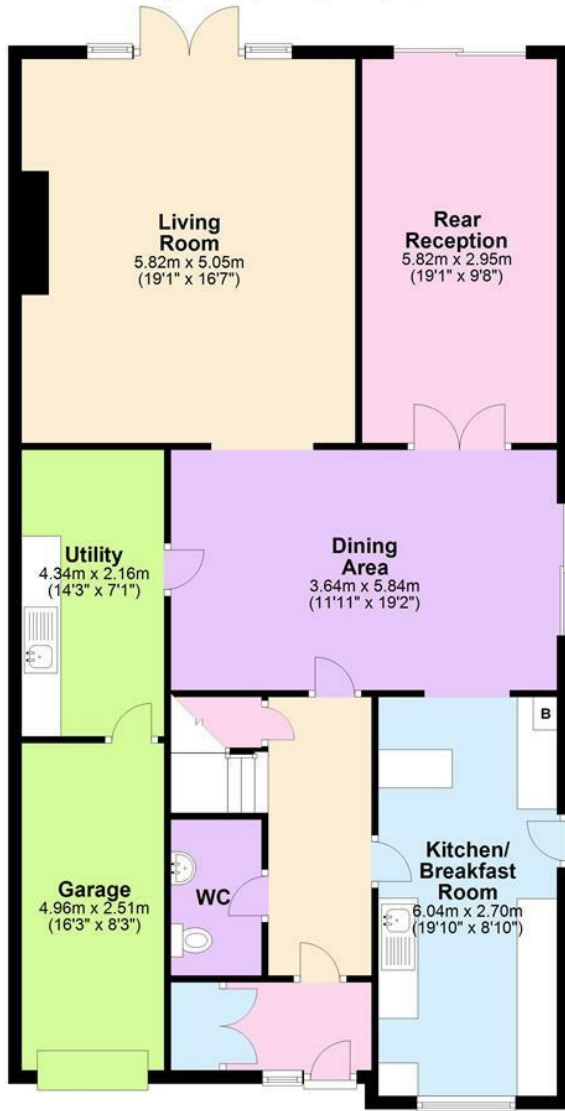 Living
Room
5.82m x 5.05m
(19'1" x 16'7")
Rear
Reception
5.82m x 2.95m
(19'1" x 9'8")
Utility
4.34m x 2.16m
(14'3" x 7'1")
Dining
Area
3.64m x 5.84m
(11'11" x 19'2")
B
Garage
4.96m x 2.51m
(16'3" x 8'3")
WC
Kitchen/
Breakfast
Room
6.04m x 2.70m
(19'10" x 8'10")